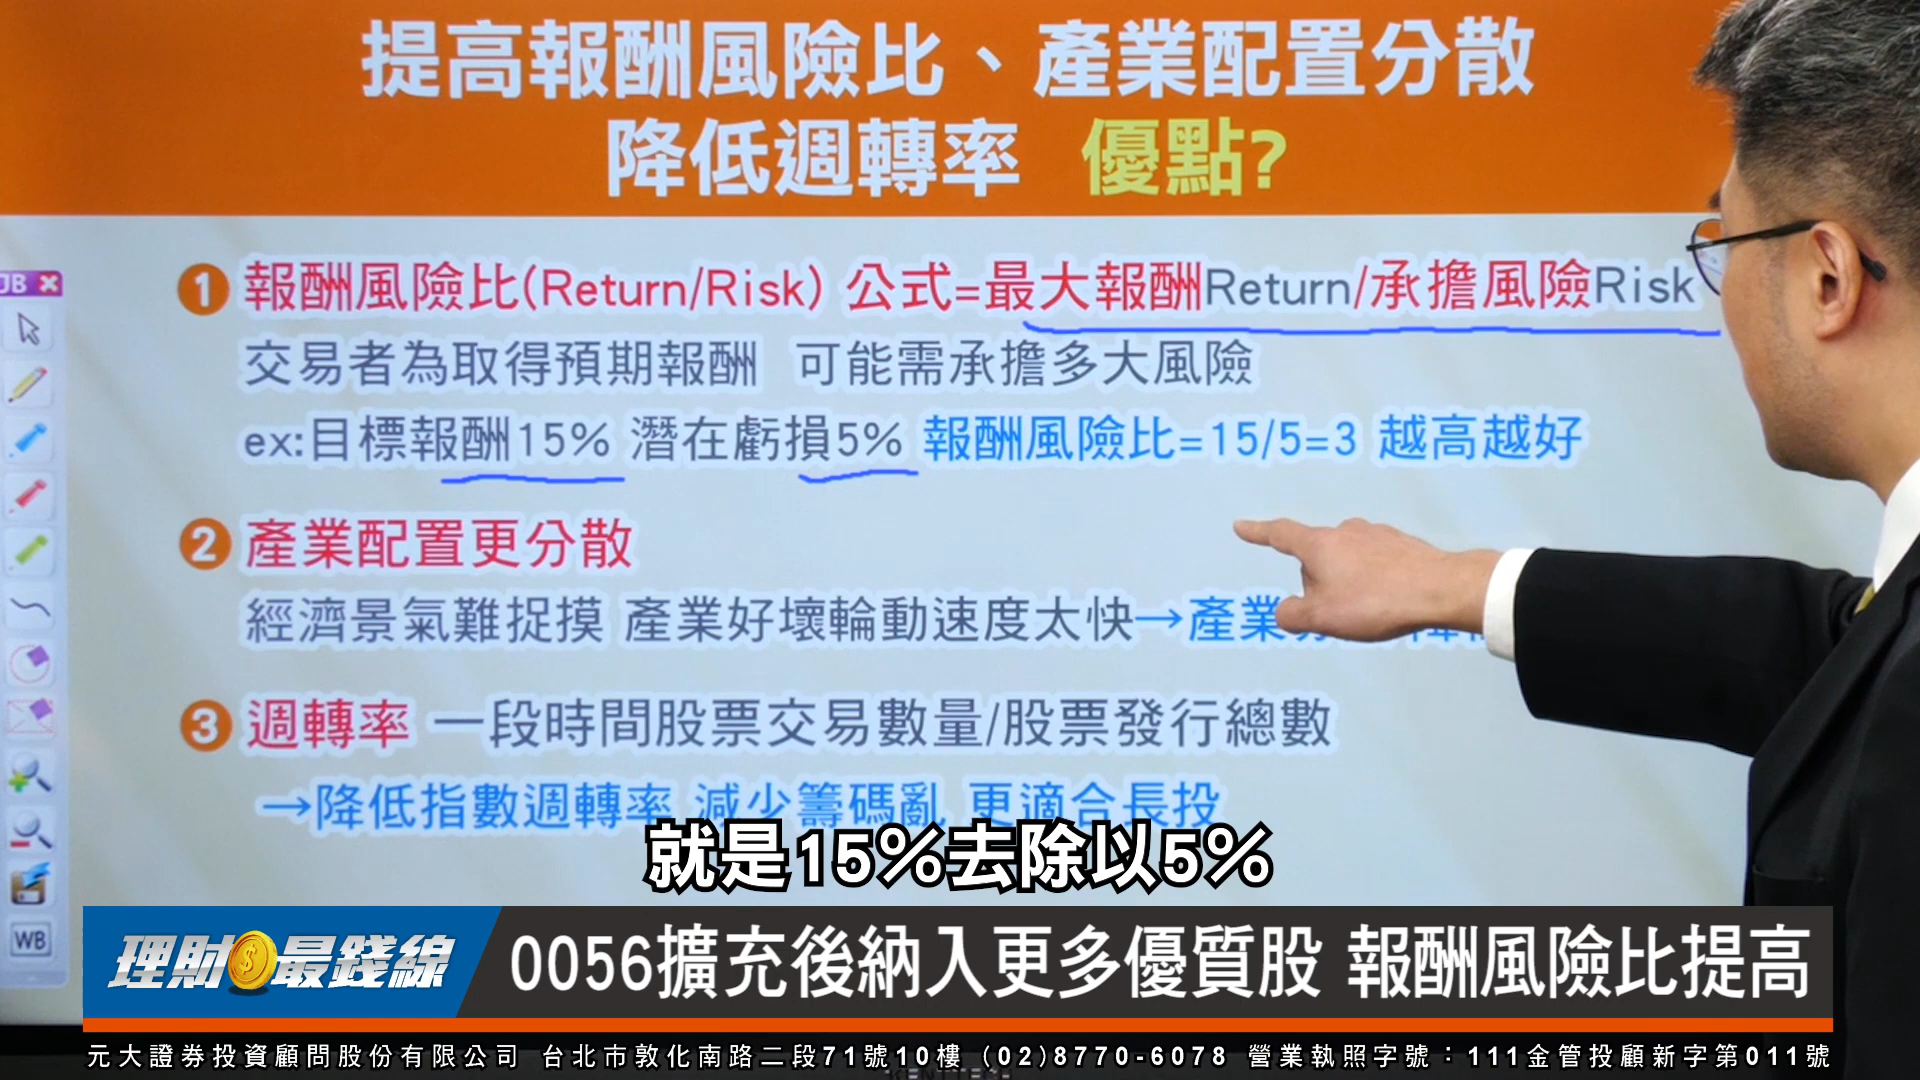 提高報酬風險比、產業配置分散
降低週轉率 優點?
1 報酬風險比(Return/Risk) 公式=最大報酬Return/承擔風險Risk
交易者為取得預期報酬 可能需承擔多大風險
ex:目標報酬15% 潛在虧損5% 報酬風險比=15/5=3 越高越好
2 產業配置更分散
經濟景氣難捉摸 產業好壞輪動速度太快→產業
3 週轉率 一段時間股票交易數量/股票發行總數
→降低指數週轉率 減少籌碼亂 更適合長投
JB
WB
就是15%去除以5%
理財最錢線
0056擴充後納入更多優質股 報酬風險比提高
元大證券投資顧問股份有限公司 台北市敦化南路二段71號10樓 (02)8770-6078 營業執照字號：111金管投顧新字第011號